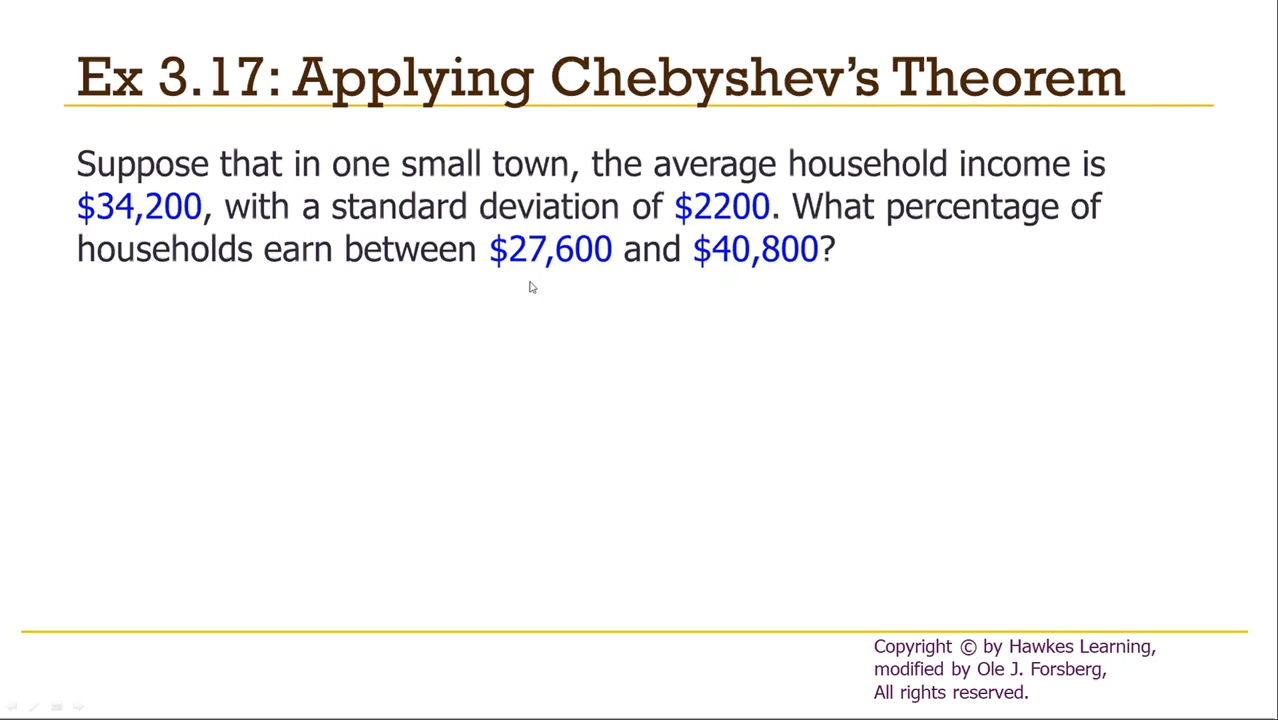 Ex 3.17: Applying Chebyshev’s Theorem
Suppose that in one small town, the average household income is
$34,200, with a standard deviation of $2200. What percentage of
households earn between $27,600 and $40,800?
Copyright © by Hawkes Learning,
modified by Ole J. Forsberg,
All rights reserved.